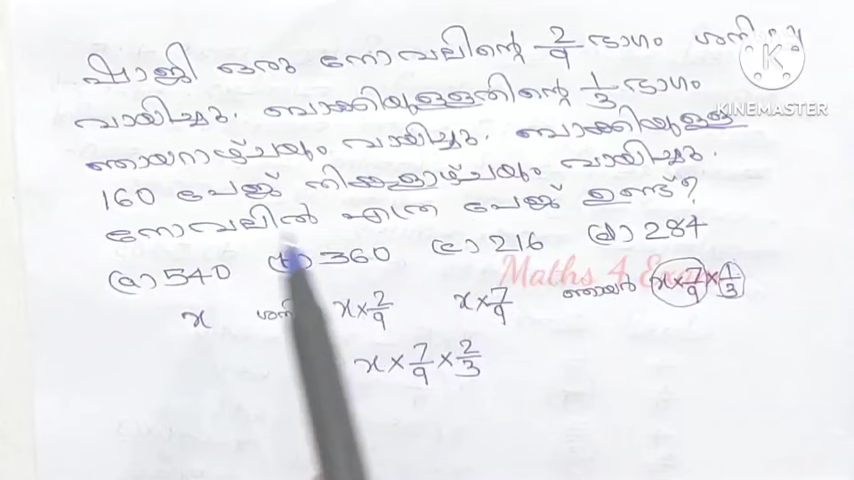 ഷാജി ഒരു നോവലിന്റെ 2/9 ഭാഗം ശനി
വായിച്ചു. ബാക്കിയുള്ളതിന്റെ 1/3 ഭാഗം
KINEMASTER
ഞായറാഴ്ചയും വായിച്ചു. ബാക്കിയുള്ള
160 പേജ് തിങ്കളാഴ്ചയും വായിച്ചു.
നോവലിൽ എത്ര പേജ് ഉണ്ട്?
(a) 540 360 (c) 216 (d) 284
Maths 4
x x×2/9 x×7/9 ഞായർ x×7/9×1/3
x×7/9×2/3